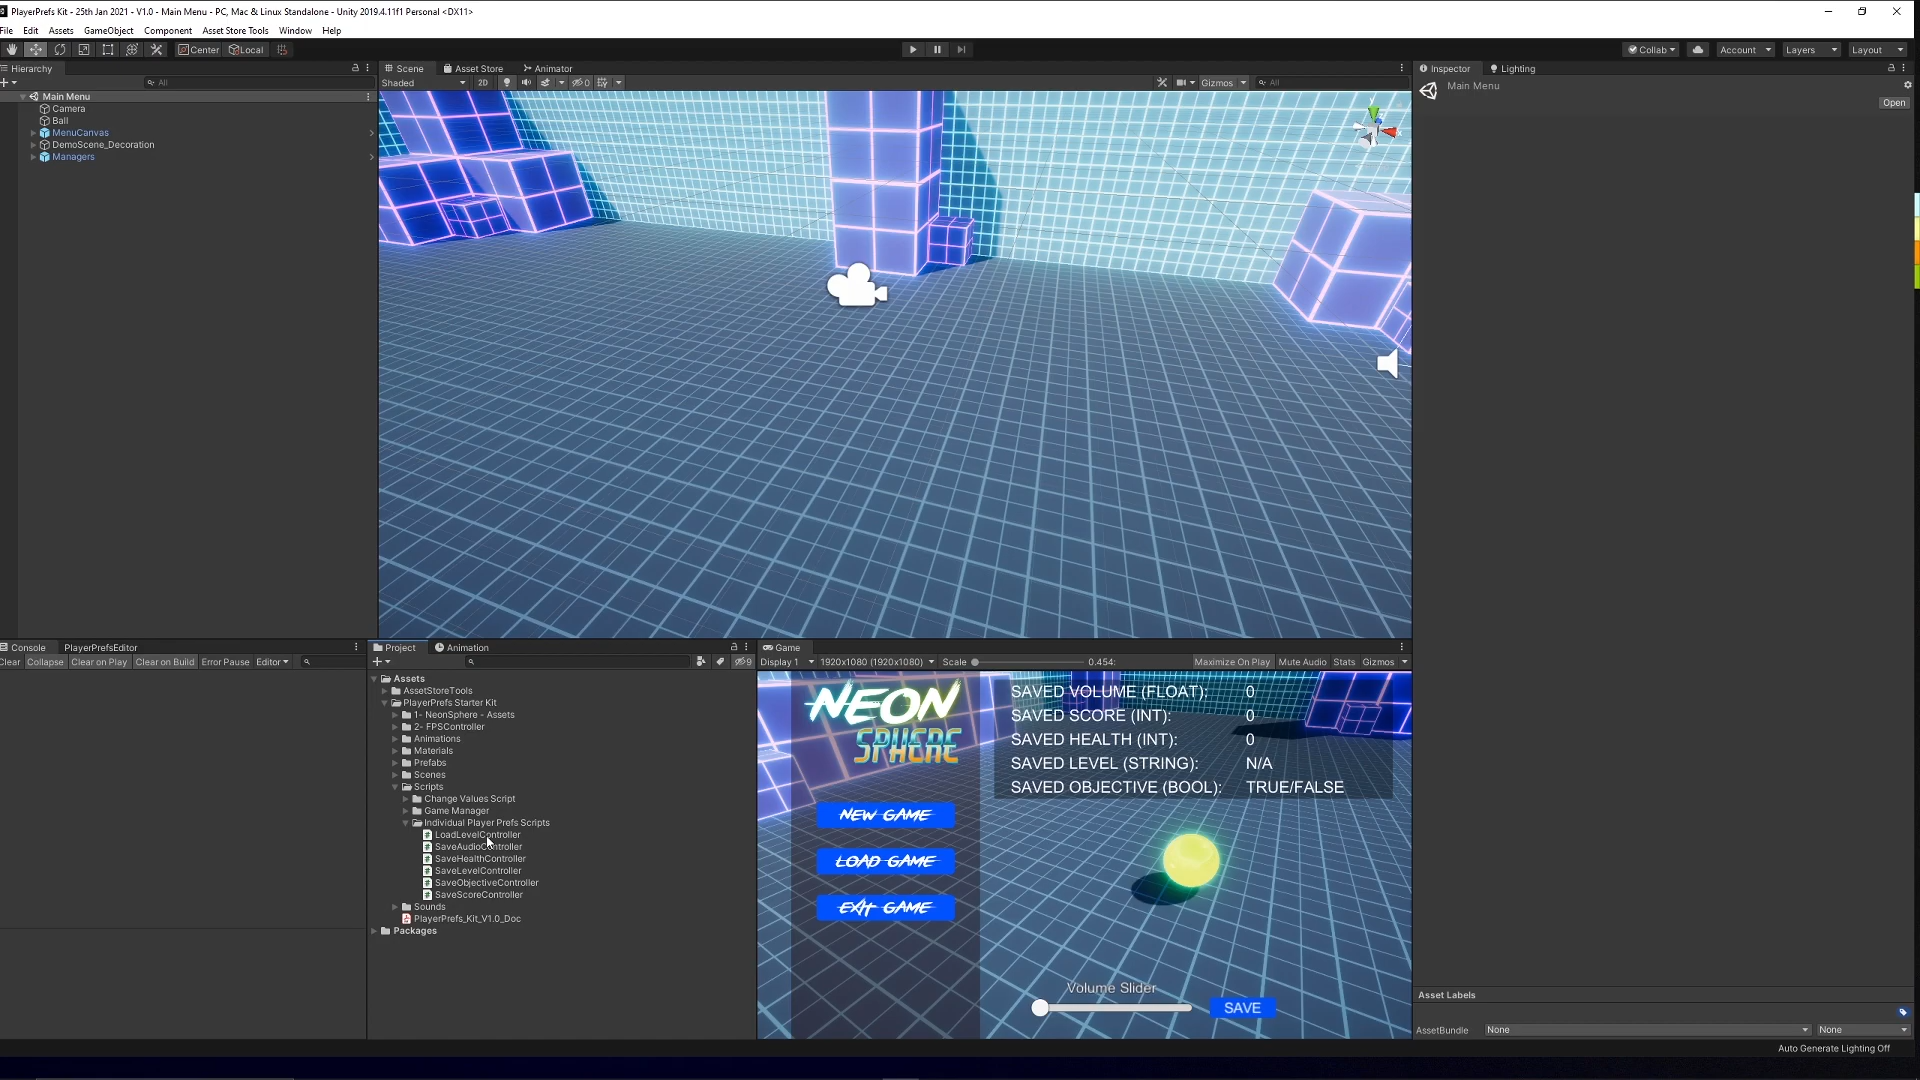 PlayerPrefs Kit - 25th Jan 2021 - V1.0 - Main Menu - PC, Mac & Linux Standalone - Unity 2019.4.11f1 Personal <DX11>
File Edit Assets GameObject Component Asset Store Tools Window Help
Center Local Collab Account Layers Layout
Hierarchy
All
Main Menu
Camera
Ball
MenuCanvas
DemoScene_Decoration
Managers
Scene Asset Store Animator
Shaded 2D 0 Gizmos All
Inspector Lighting
Main Menu
Open
Console PlayerPrefsEditor
Clear Collapse Clear on Play Clear on Build Error Pause Editor
Project Animation
9
Assets
AssetStoreTools
PlayerPrefs Starter Kit
1- NeonSphere - Assets
2- FPSController
Animations
Materials
Prefabs
Scenes
Scripts
Change Values Script
Game Manager
Individual Player Prefs Scripts
LoadLevelController
SaveAudioController
SaveHealthController
SaveLevelController
SaveObjectiveController
SaveScoreController
Sounds
PlayerPrefs_Kit_V1.0_Doc
Packages
Game
Display 1 1920x1080 (1920x1080) Scale 0.454: Maximize On Play Mute Audio Stats Gizmos
NEON
SPHERE
NEW GAME
LOAD GAME
EXIT GAME
SAVED VOLUME (FLOAT): 0
SAVED SCORE (INT): 0
SAVED HEALTH (INT): 0
SAVED LEVEL (STRING): N/A
SAVED OBJECTIVE (BOOL): TRUE/FALSE
Volume Slider
SAVE
Asset Labels
AssetBundle None None
Auto Generate Lighting Off